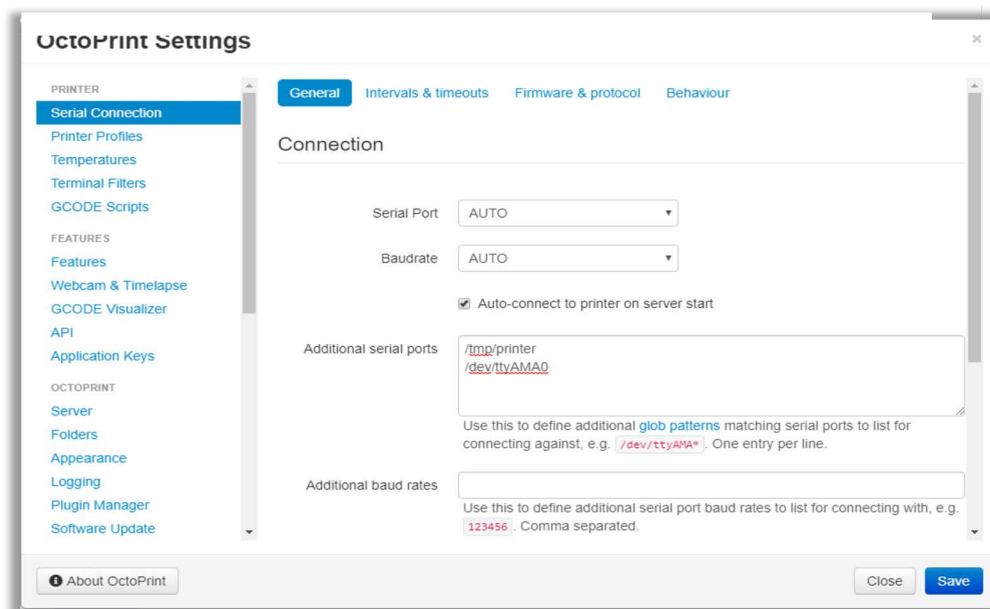 OctoPrint Settings
×
PRINTER
Serial Connection
Printer Profiles
Temperatures
Terminal Filters
GCODE Scripts
FEATURES
Features
Webcam & Timelapse
GCODE Visualizer
API
Application Keys
OCTOPRINT
Server
Folders
Appearance
Logging
Plugin Manager
Software Update
General Intervals & timeouts Firmware & protocol Behaviour
Connection
Serial Port AUTO
Baudrate AUTO
Auto-connect to printer on server start
Additional serial ports /tmp/printer
/dev/ttyAMA0
Use this to define additional glob patterns matching serial ports to list for
connecting against, e.g. /dev/ttyAMA* . One entry per line.
Additional baud rates
Use this to define additional serial port baud rates to list for connecting with, e.g.
123456 . Comma separated.
About OctoPrint
Close Save